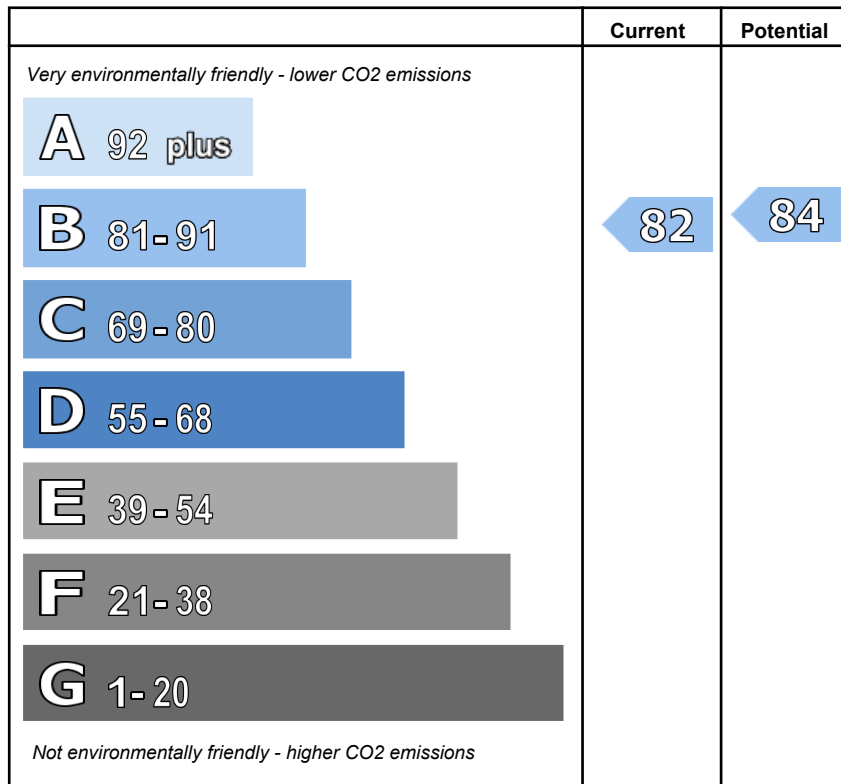 Current Potential
Very environmentally friendly - lower CO2 emissions
A 92 plus
B 81-91 82 84
C 69-80
D 55-68
E 39-54
F 21-38
G 1-20
Not environmentally friendly - higher CO2 emissions